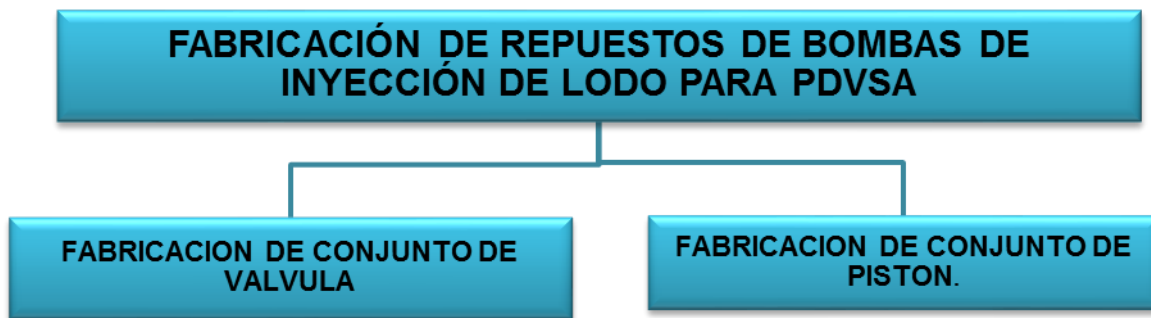 FABRICACIÓN DE REPUESTOS DE BOMBAS DE
INYECCIÓN DE LODO PARA PDVSA
FABRICACION DE CONJUNTO DE
VALVULA
FABRICACION DE CONJUNTO DE
PISTON.